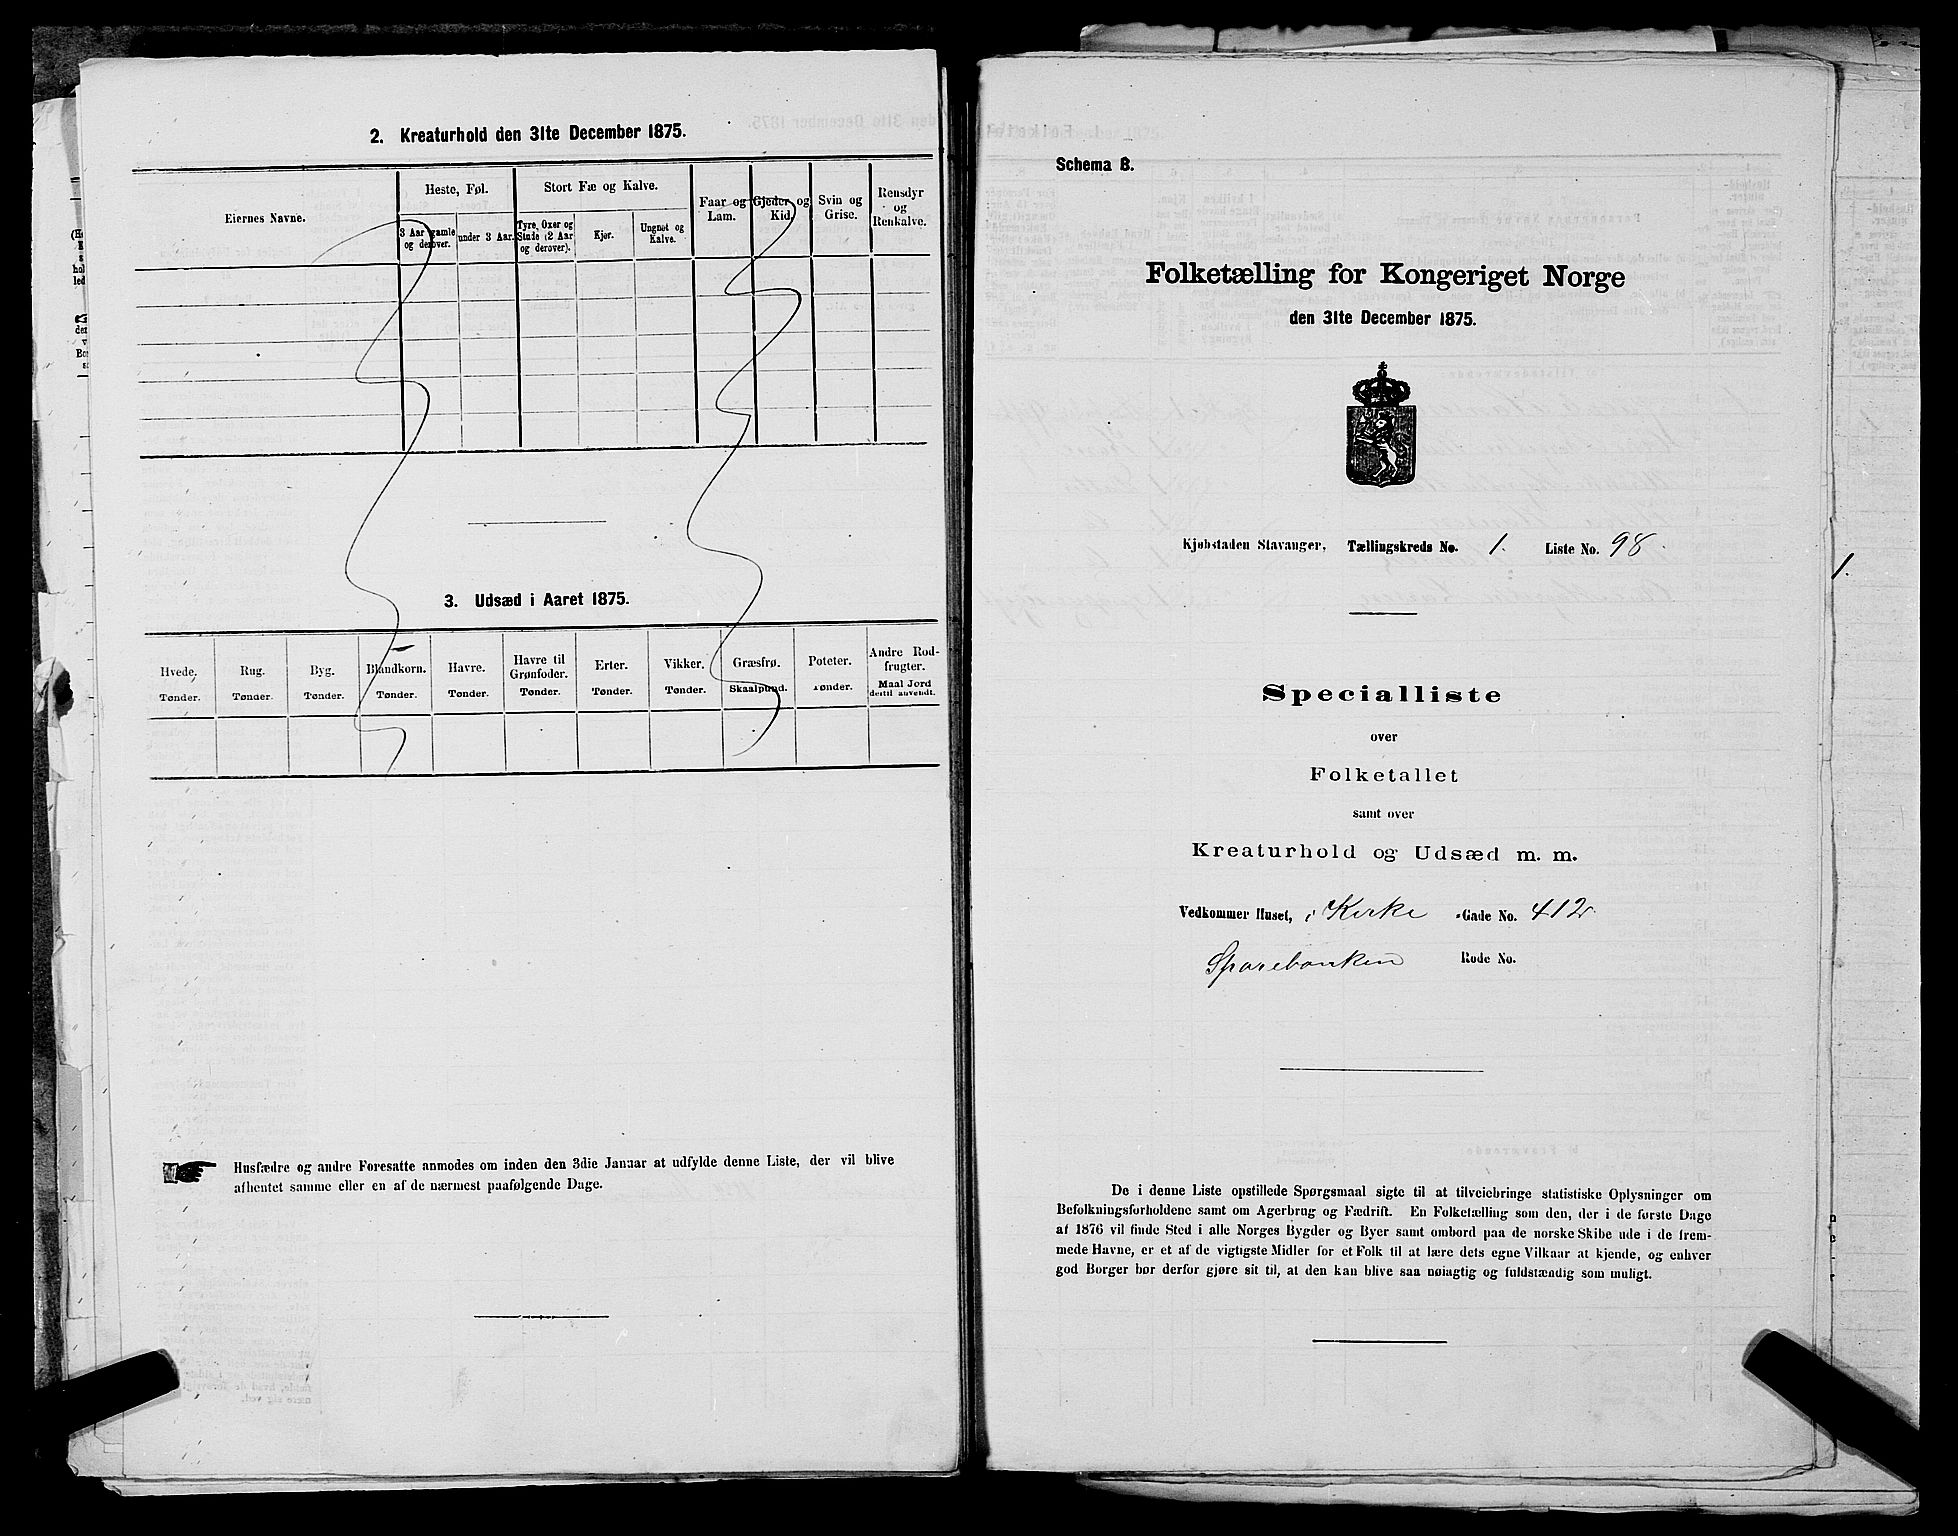 2. Kreaturhold den 31te December 1875.
Eiernes Navne.
Heste, Føl.
Stort Fæ og Kalve.
Faar og Lam.
Gjeder og Kid.
Svin og Grise.
Rensdyr og Renkalve.
3 Aar gamle og derover.
under 3 Aar.
Tyre, Oxer og Stude (2 Aar og derover).
Kjør.
Ungnøt og Kalve.
3. Udsæd i Aaret 1875.
Hvede. Tønder.
Rug. Tønder.
Byg. Tønder.
Blandkorn. Tønder.
Havre. Tønder.
Havre til Grønfoder. Tønder.
Erter. Tønder.
Vikker. Tønder.
Græsfrø. Skaalpund.
Poteter. Tønder.
Andre Rodfrugter. Maal Jord dertil anvendt.
Husfædre og andre Foresatte anmodes om inden den 3die Januar at udfylde denne Liste, der vil blive
afhentet samme eller en af de nærmest paafølgende Dage.
Schema B.
Folketælling for Kongeriget Norge
den 31te December 1875.
Kjøbstaden Stavanger, Tællingskreds No. 1. Liste No. 98.
Specialliste
over
Folketallet
samt over
Kreaturhold og Udsæd m. m.
Vedkommer Huset, i Kirke -Gade No. 412
Sparebanken Rode No.
De i denne Liste opstillede Spørgsmaal sigte til at tilveiebringe statistiske Oplysninger om
Befolkningsforholdene samt om Agerbrug og Fædrift. En Folketælling som den, der i de første Dage
af 1876 vil finde Sted i alle Norges Bygder og Byer samt ombord paa de norske Skibe ude i de frem-
mede Havne, er et af de vigtigste Midler for et Folk til at lære dets egne Vilkaar at kjende, og enhver
god Borger bør derfor gjøre sit til, at den kan blive saa nøiagtig og fuldstændig som muligt.